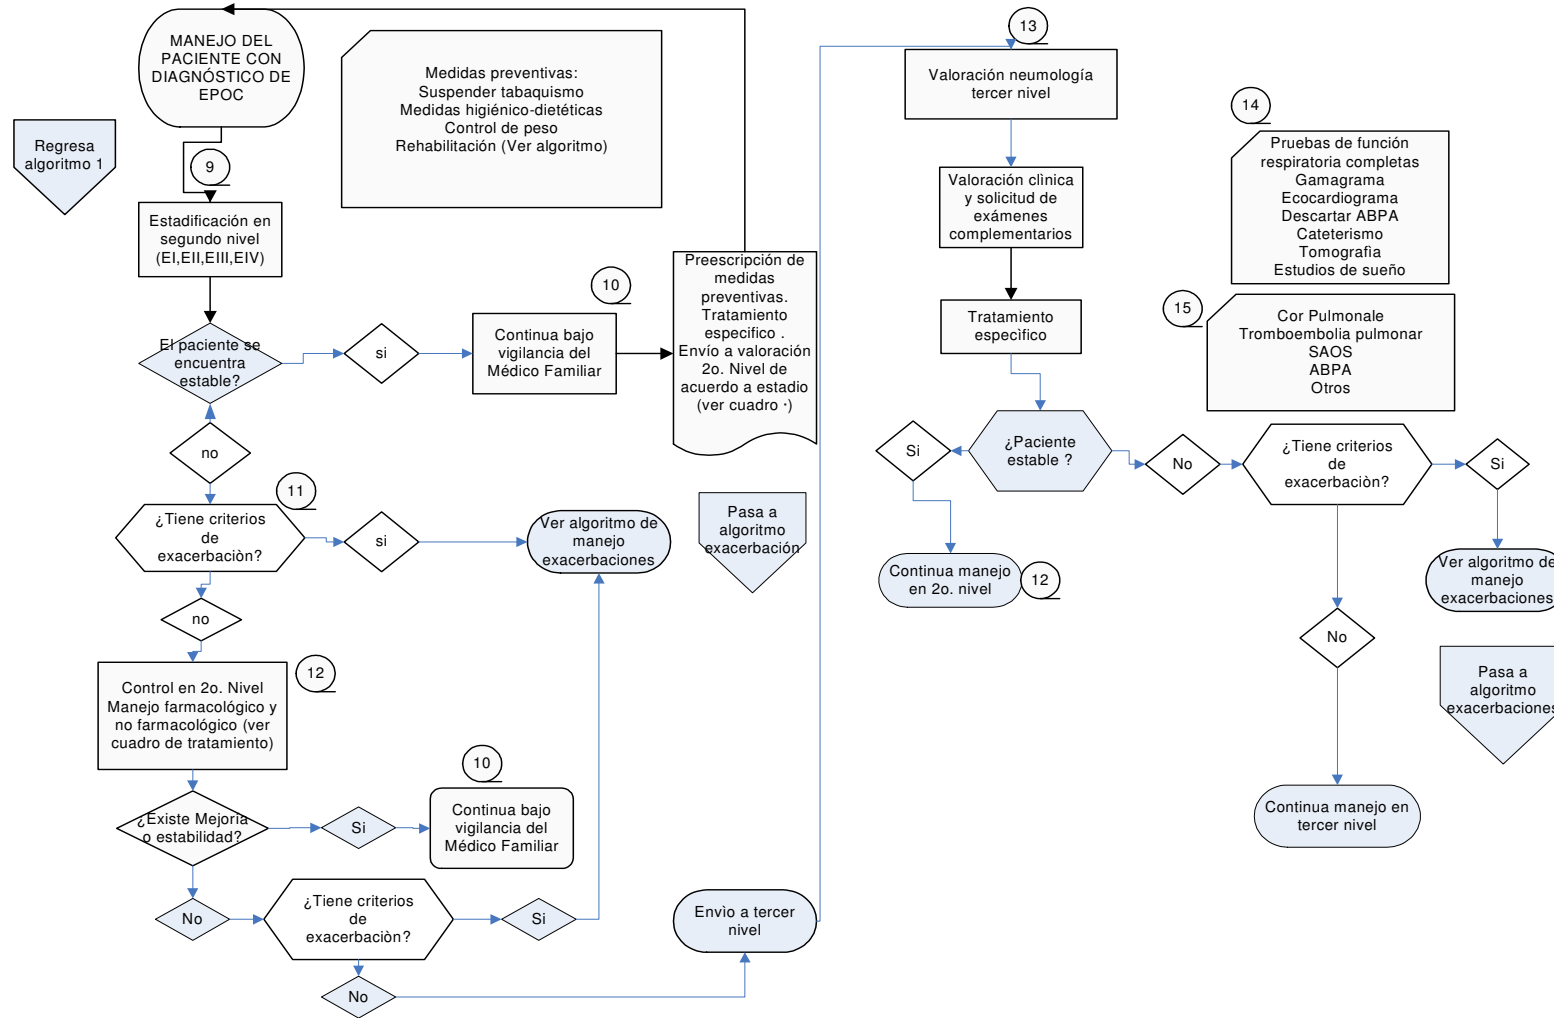 MANEJO DEL
PACIENTE CON
DIAGNÓSTICO DE
EPOC
Medidas preventivas:
Suspender tabaquismo
Medidas higiénico-dietéticas
Control de peso
Rehabilitación (Ver algoritmo)
Regresa
algoritmo 1
9
Estadificación en
segundo nivel
(EI,EII,EIII,EIV)
El paciente se
encuentra
estable?
si
10
Continua bajo
vigilancia del
Médico Familiar
Preescripción de
medidas
preventivas.
Tratamiento
especifico .
Envío a valoración
2o. Nivel de
acuerdo a estadio
(ver cuadro ·)
no
11
¿Tiene criterios
de
exacerbaciòn?
si
Ver algoritmo de
manejo
exacerbaciones
Pasa a
algoritmo
exacerbación
no
12
Control en 2o. Nivel
Manejo farmacológico y
no farmacológico (ver
cuadro de tratamiento)
10
¿Existe Mejoria
o estabilidad?
Si
Continua bajo
vigilancia del
Médico Familiar
No
¿Tiene criterios
de
exacerbaciòn?
Si
No
Envìo a tercer
nivel
13
Valoración neumología
tercer nivel
Valoración clìnica
y solicitud de
exámenes
complementarios
14
Pruebas de función
respiratoria completas
Gamagrama
Ecocardiograma
Descartar ABPA
Cateterismo
Tomografìa
Estudios de sueño
Tratamiento
especìfico
15
Cor Pulmonale
Tromboembolia pulmonar
SAOS
ABPA
Otros
¿Paciente
estable ?
Si
No
¿Tiene criterios
de
exacerbaciòn?
Si
Continua manejo
en 2o. nivel
12
Ver algoritmo de
manejo
exacerbaciones
No
Pasa a
algoritmo
exacerbaciones
Continua manejo en
tercer nivel